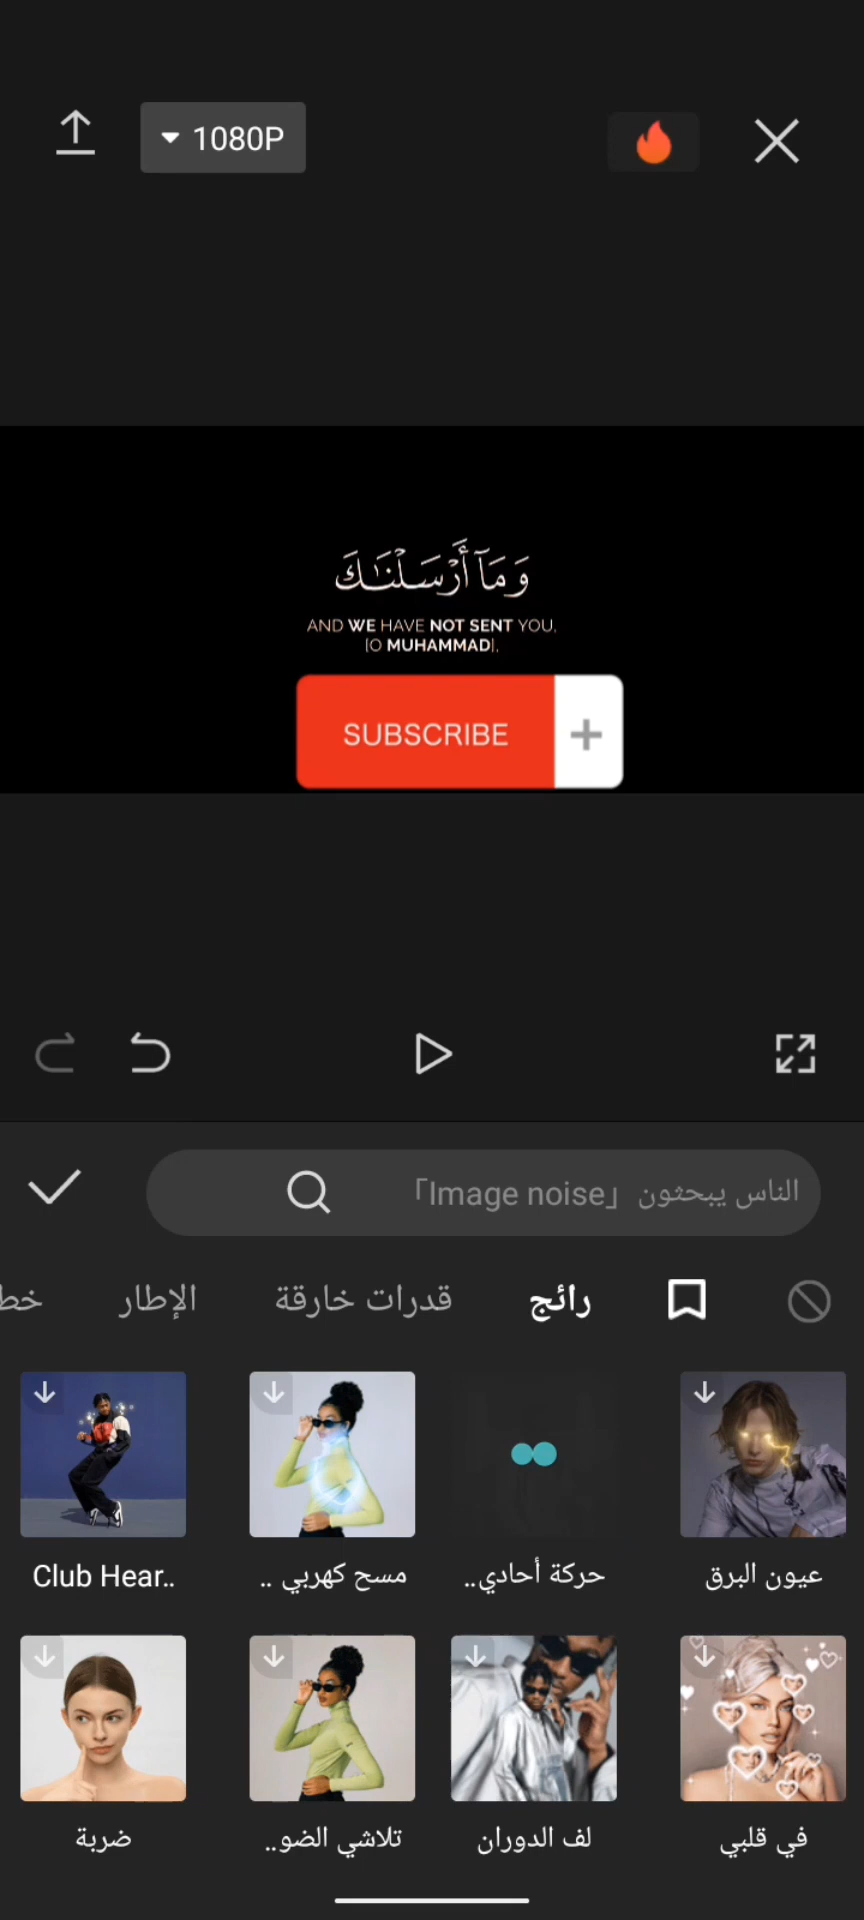 1080P
وَمَآ أَرْسَلْنَـٰكَ
AND WE HAVE NOT SENT YOU,
[O MUHAMMAD],
SUBSCRIBE +
الناس يبحثون 「Image noise」
رائج
قدرات خارقة
الإطار
خط
عيون البرق
حركة أحادي..
مسح كهربي ..
Club Hear..
في قلبي
لف الدوران
تلاشي الضو..
ضربة